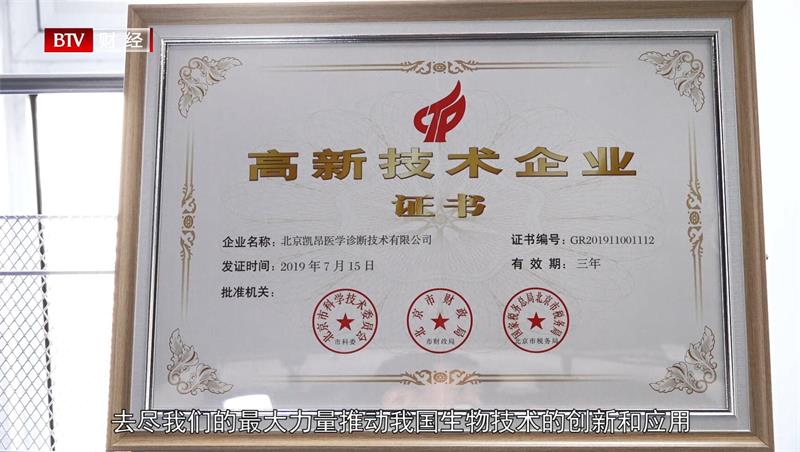 BTV 财经
高新技术企业
证书
企业名称：北京凯昂医学诊断技术有限公司
证书编号：GR201911001112
发证时间：2019 年 7 月 15 日
有 效 期：三年
批准机关：
北京市科学技术委员会
市科委
北京市财政局
市财政局
国家税务总局北京市税务局
北京市税务局
去尽我们的最大力量推动我国生物技术的创新和应用